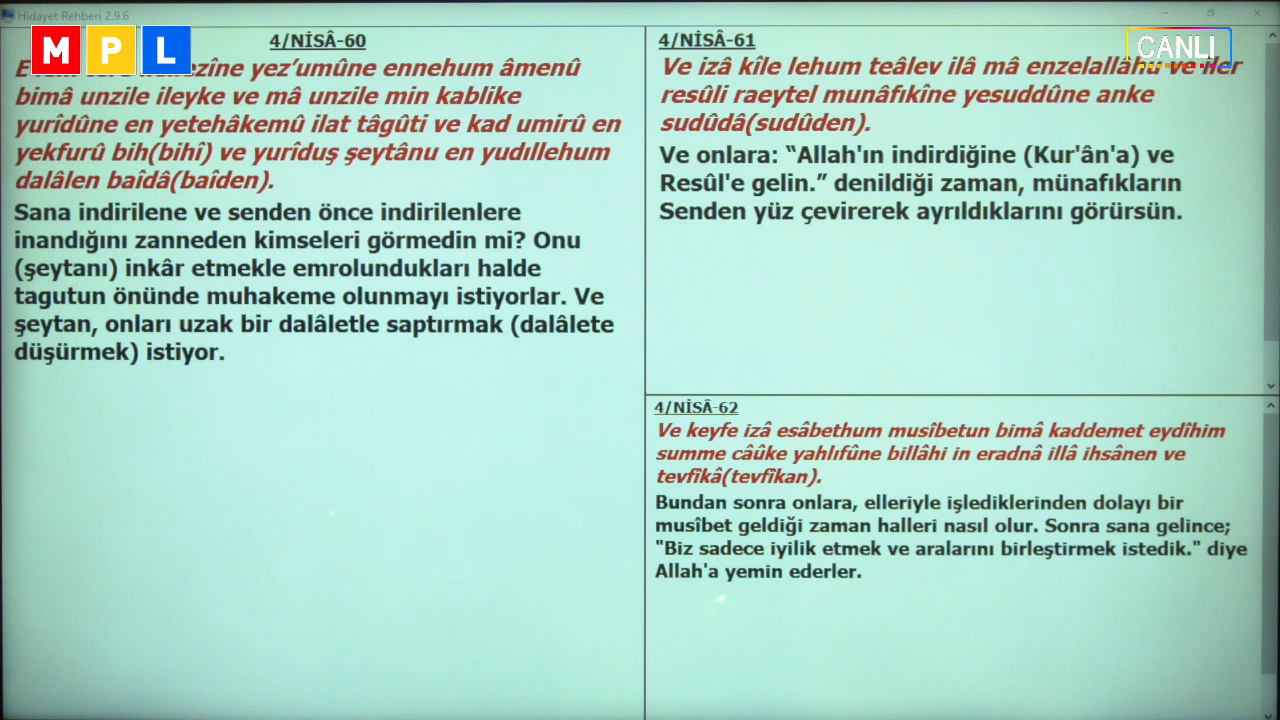 Hidayet Rehberi 2.9.6
MPL
CANLI
4/NİSÂ-60
yez’umûne ennehum âmenû
bimâ unzile ileyke ve mâ unzile min kablike
yurîdûne en yetehâkemû ilat tâgûti ve kad umirû en
yekfurû bih(bihî) ve yurîduş şeytânu en yudıllehum
dalâlen baîdâ(baîden).
Sana indirilene ve senden önce indirilenlere
inandığını zanneden kimseleri görmedin mi? Onu
(şeytanı) inkâr etmekle emrolundukları halde
tagutun önünde muhakeme olunmayı istiyorlar. Ve
şeytan, onları uzak bir dalâletle saptırmak (dalâlete
düşürmek) istiyor.
4/NİSÂ-61
Ve izâ kîle lehum teâlev ilâ mâ enzelallâhu ve iler
resûli raeytel munâfıkîne yesuddûne anke
sudûdâ(sudûden).
Ve onlara: “Allah'ın indirdiğine (Kur'ân'a) ve
Resûl'e gelin.” denildiği zaman, münafıkların
Senden yüz çevirerek ayrıldıklarını görürsün.
4/NİSÂ-62
Ve keyfe izâ esâbethum musîbetun bimâ kaddemet eydîhim
summe câûke yahlıfûne billâhi in eradnâ illâ ihsânen ve
tevfîkâ(tevfîkan).
Bundan sonra onlara, elleriyle işlediklerinden dolayı bir
musîbet geldiği zaman halleri nasıl olur. Sonra sana gelince;
"Biz sadece iyilik etmek ve aralarını birleştirmek istedik." diye
Allah'a yemin ederler.